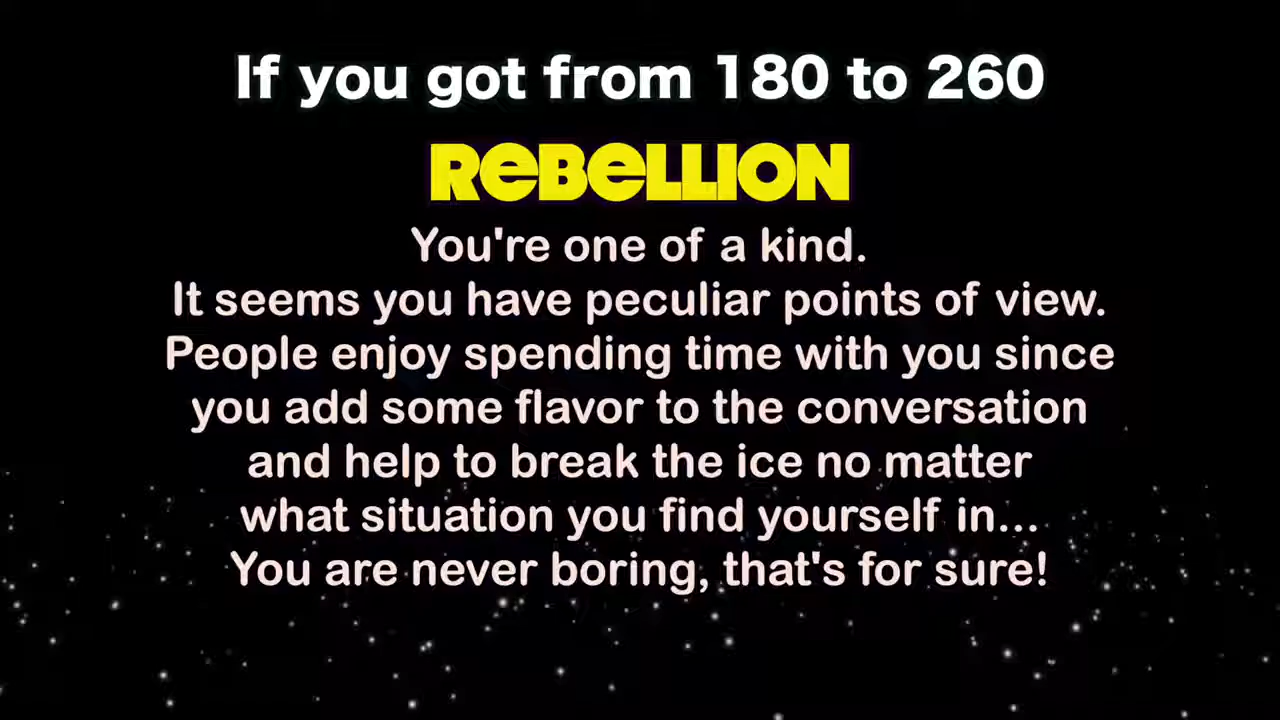 If you got from 180 to 260
REBELLION
You're one of a kind.
It seems you have peculiar points of view.
People enjoy spending time with you since
you add some flavor to the conversation
and help to break the ice no matter
what situation you find yourself in...
You are never boring, that's for sure!